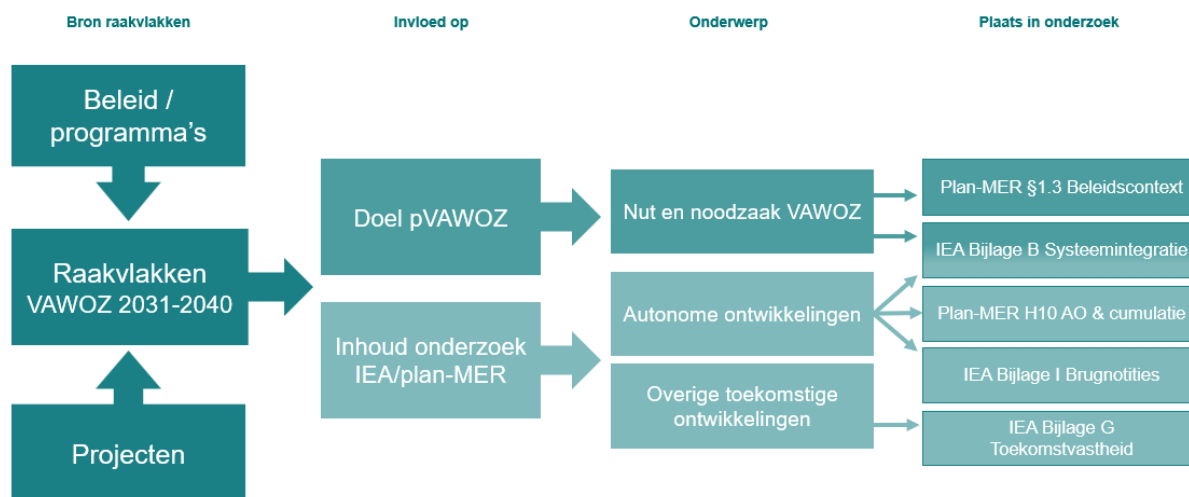 Bron raakvlakken
Invloed op
Onderwerp
Plaats in onderzoek
Beleid /
programma's
Raakvlakken
VAWOZ 2031-2040
Projecten
Doel pVAWOZ
Inhoud onderzoek
IEA/plan-MER
Nut en noodzaak VAWOZ
Autonome ontwikkelingen
Overige toekomstige
ontwikkelingen
Plan-MER §1.3 Beleidscontext
IEA Bijlage B Systeemintegratie
Plan-MER H10 AO & cumulatie
IEA Bijlage I Brugnotities
IEA Bijlage G
Toekomstvastheid